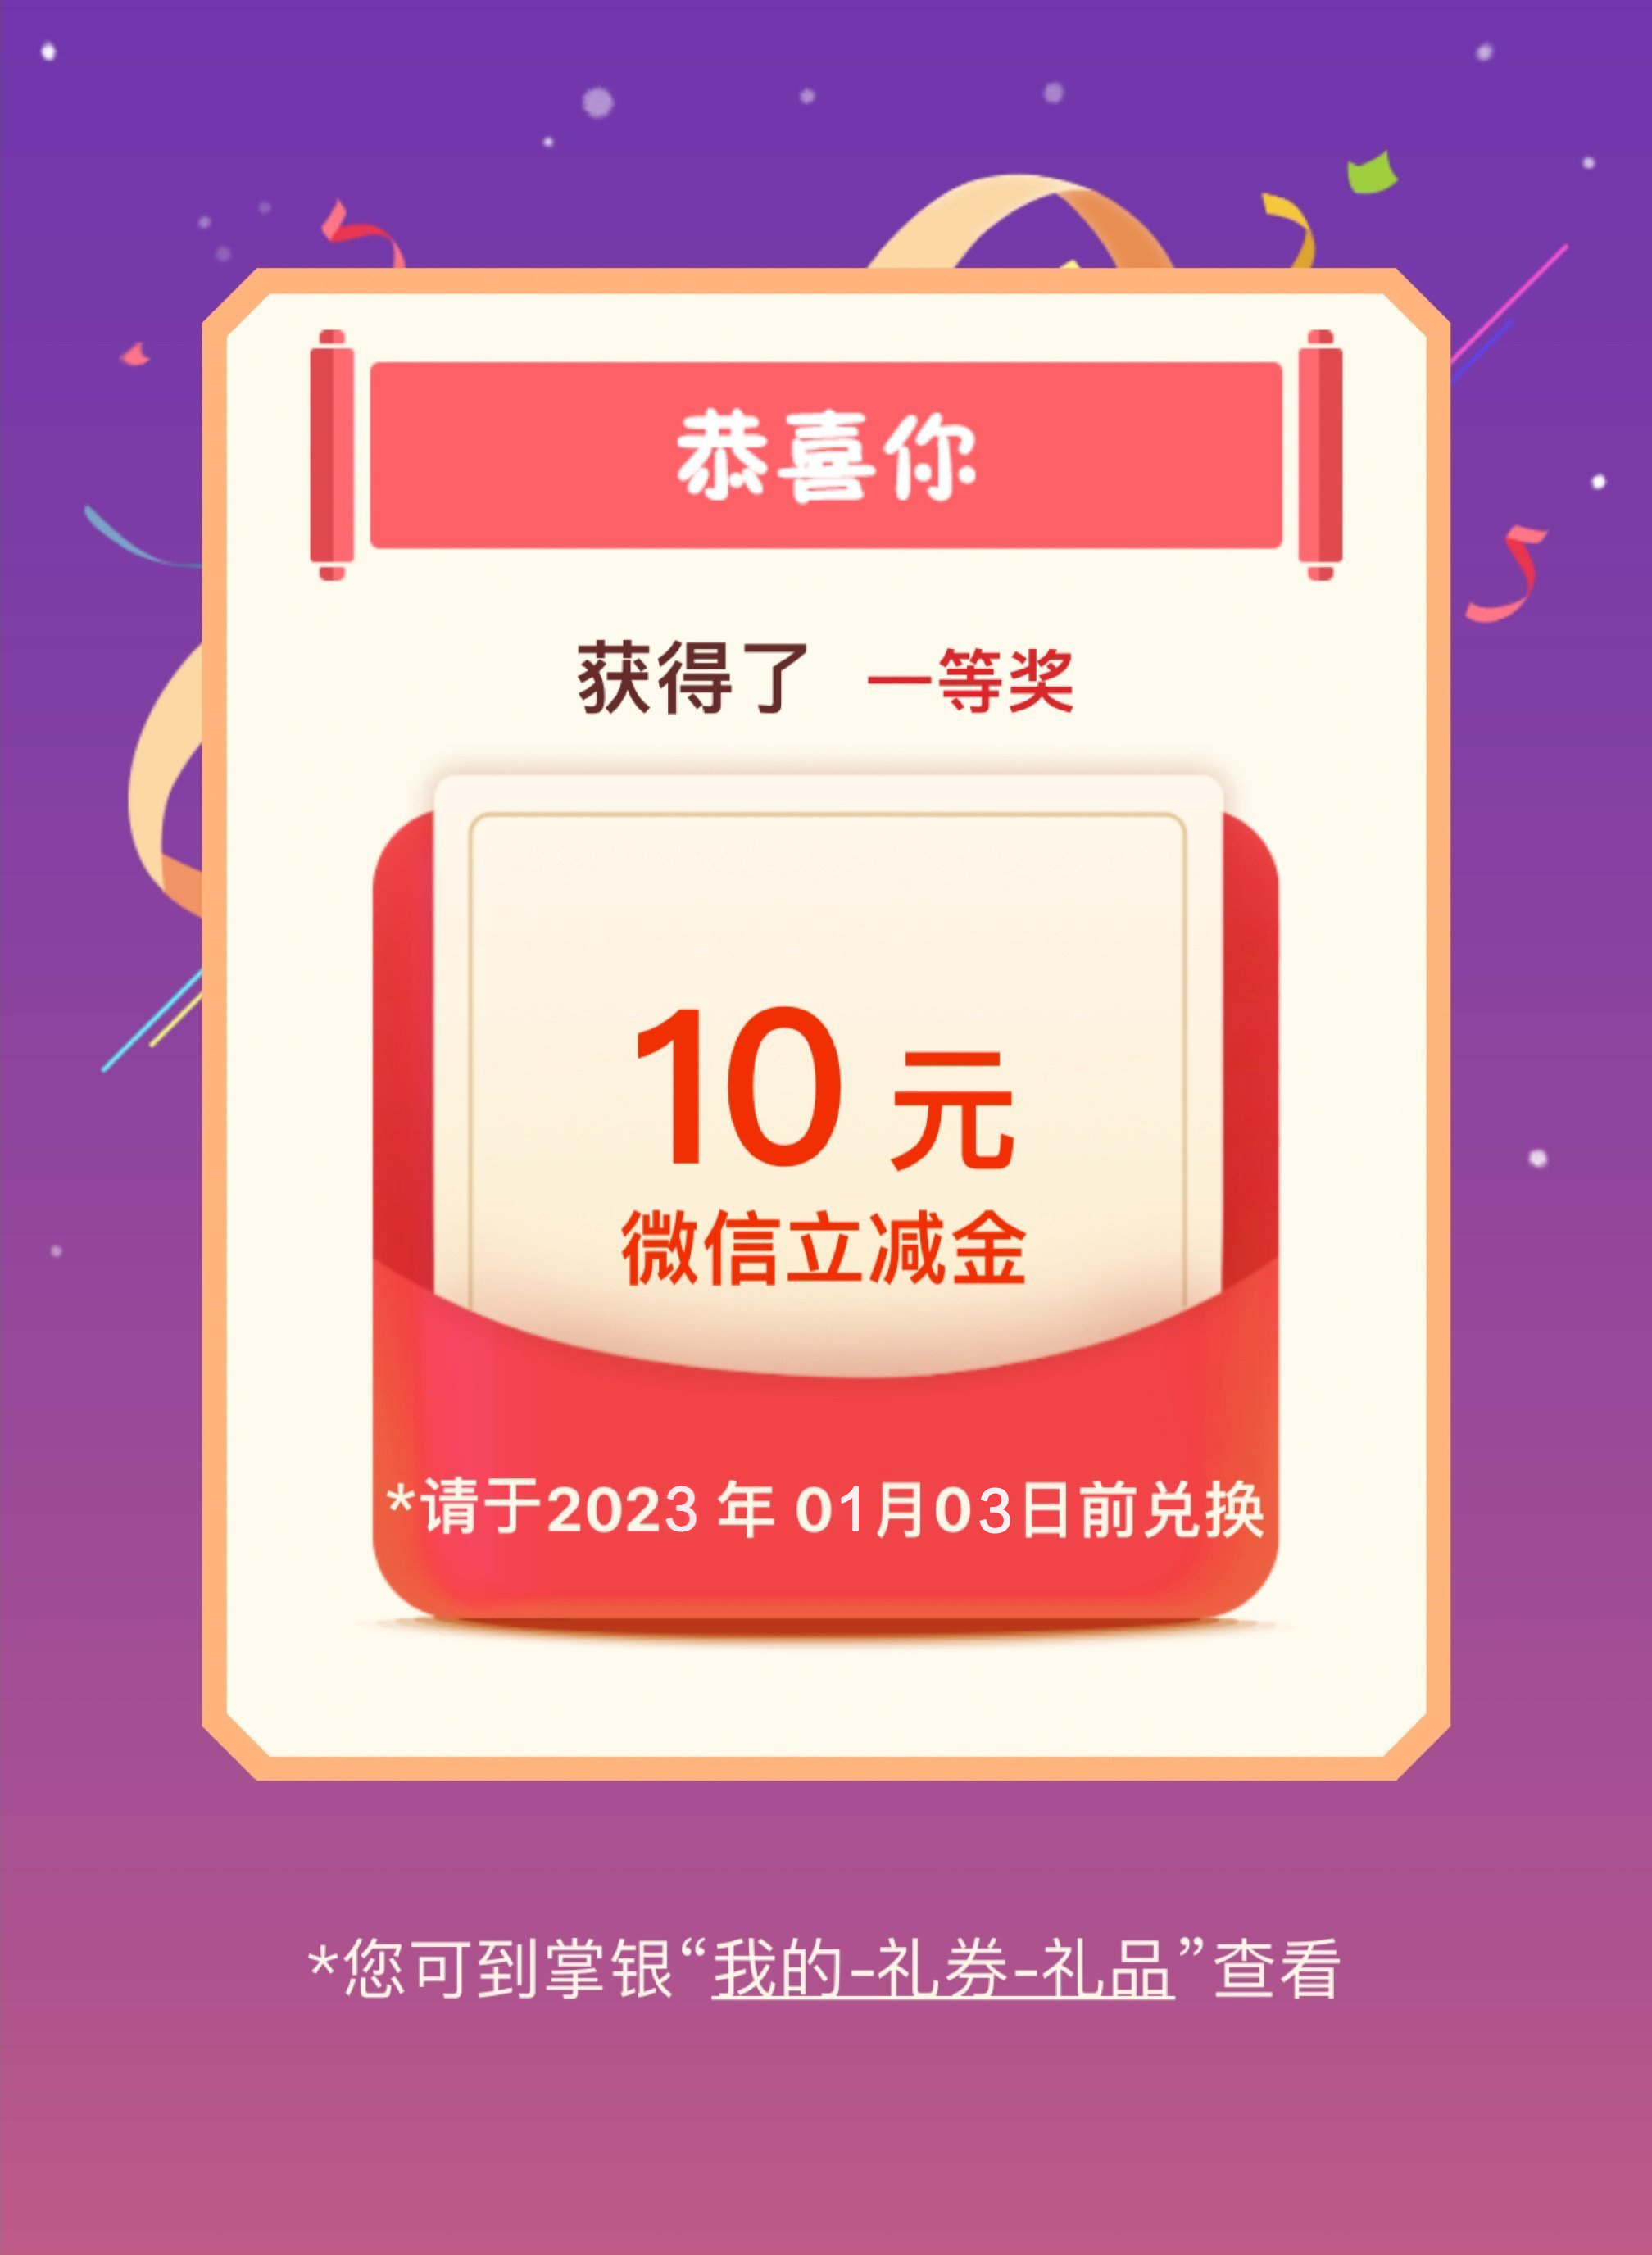 恭喜你
获得了 一等奖
10 元
微信立减金
*请于2023 年 01月03日前兑换
*您可到掌银“我的-礼券-礼品”查看